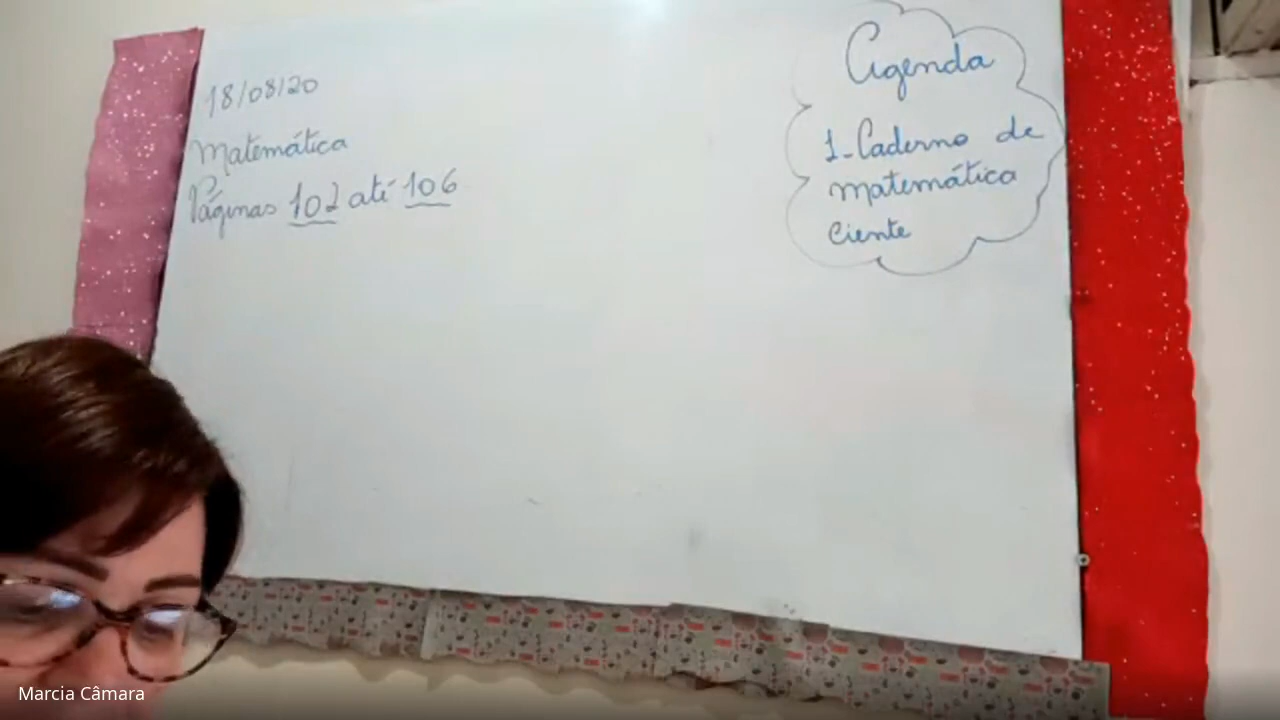 18/08/20
Matemática
Páginas 102 até 106
Agenda
1-Caderno de
matemática
Ciente
Marcia Câmara